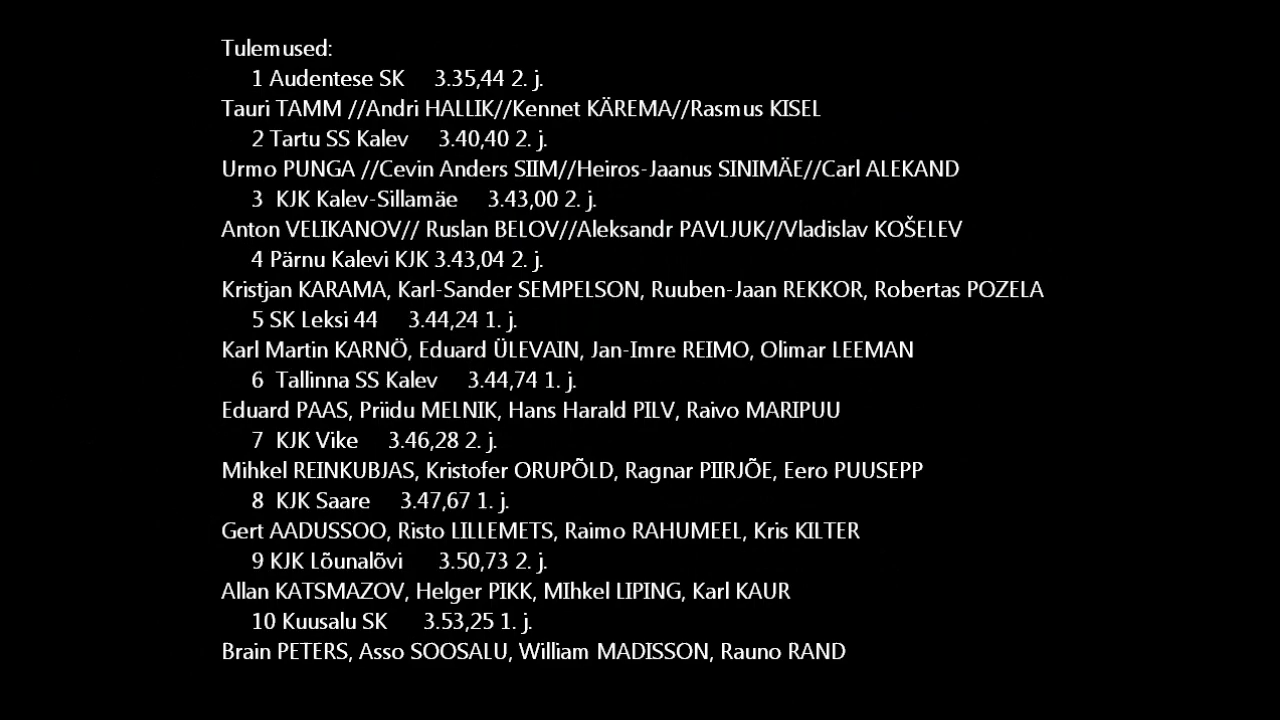 Tulemused:
1 Audentese SK 3.35,44 2. j.
Tauri TAMM //Andri HALLIK//Kennet KÄREMA//Rasmus KISEL
2 Tartu SS Kalev 3.40,40 2. j.
Urmo PUNGA //Cevin Anders SIIM//Heiros-Jaanus SINIMÄE//Carl ALEKAND
3 KJK Kalev-Sillamäe 3.43,00 2. j.
Anton VELIKANOV// Ruslan BELOV//Aleksandr PAVLJUK//Vladislav KOŠELEV
4 Pärnu Kalevi KJK 3.43,04 2. j.
Kristjan KARAMA, Karl-Sander SEMPELSON, Ruuben-Jaan REKKOR, Robertas POZELA
5 SK Leksi 44 3.44,24 1. j.
Karl Martin KARNÖ, Eduard ÜLEVAIN, Jan-Imre REIMO, Olimar LEEMAN
6 Tallinna SS Kalev 3.44,74 1. j.
Eduard PAAS, Priidu MELNIK, Hans Harald PILV, Raivo MARIPUU
7 KJK Vike 3.46,28 2. j.
Mihkel REINKUBJAS, Kristofer ORUPÕLD, Ragnar PIIRJÕE, Eero PUUSEPP
8 KJK Saare 3.47,67 1. j.
Gert AADUSSOO, Risto LILLEMETS, Raimo RAHUMEEL, Kris KILTER
9 KJK Lõunalõvi 3.50,73 2. j.
Allan KATSMAZOV, Helger PIKK, MIhkel LIPING, Karl KAUR
10 Kuusalu SK 3.53,25 1. j.
Brain PETERS, Asso SOOSALU, William MADISSON, Rauno RAND